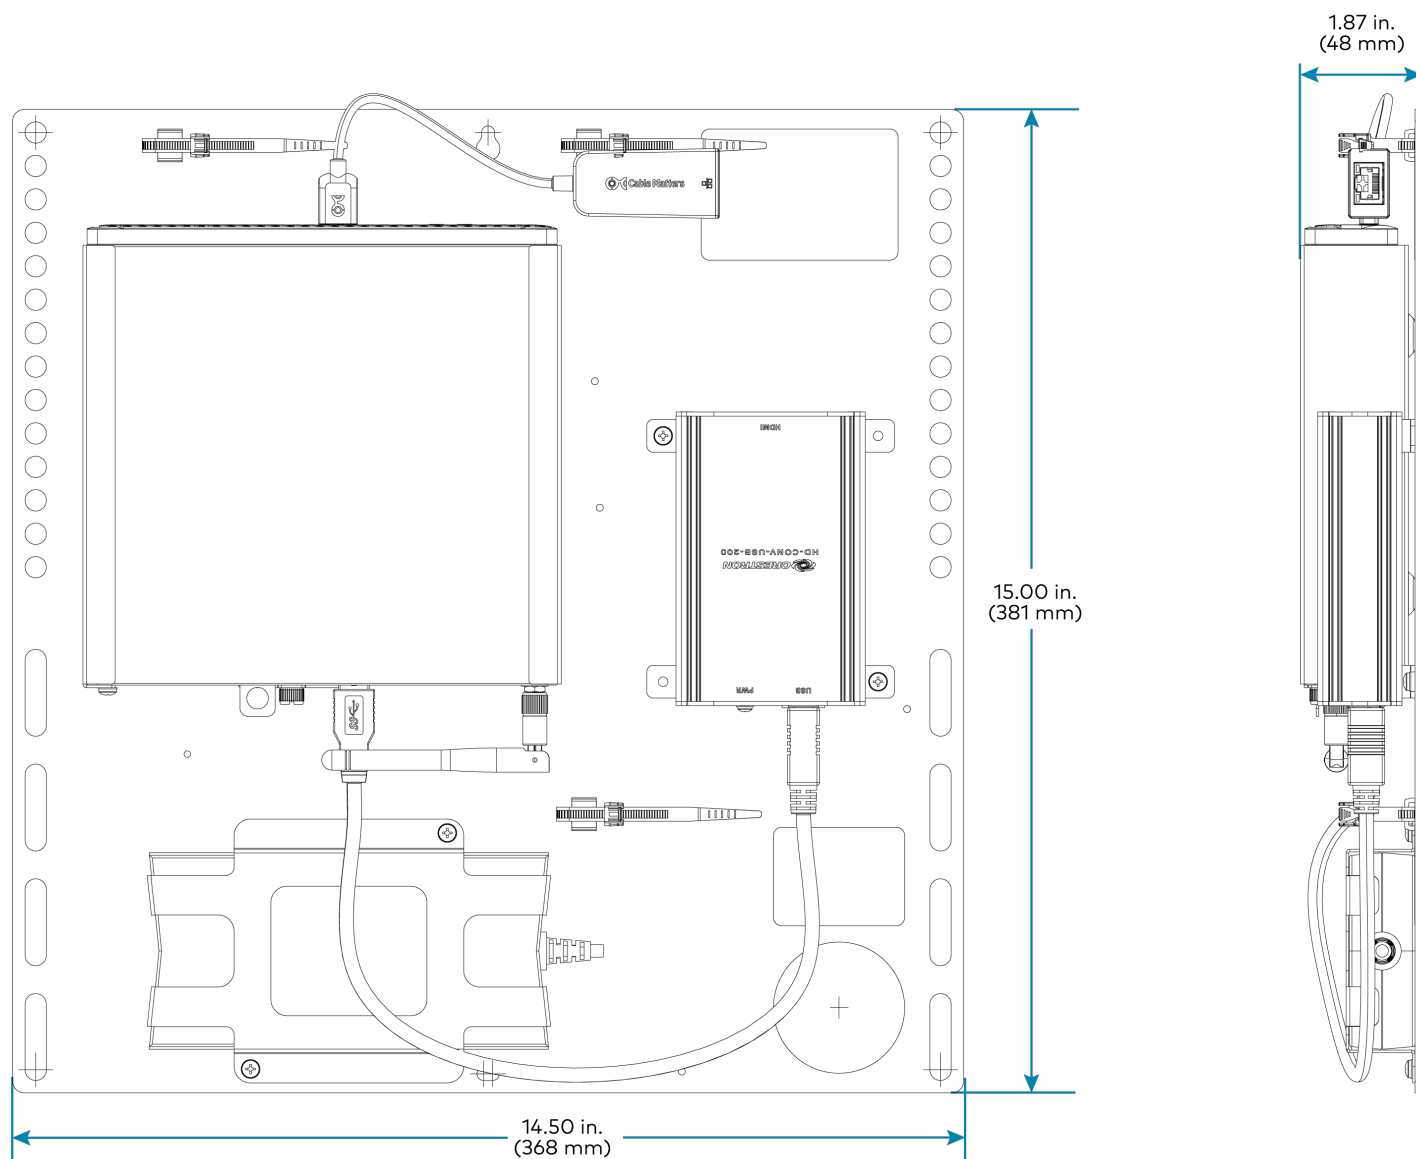 1.87 in.
(48 mm)
Cable Matters
HDMI
HD-CONV-USB-200
CRESTRON
15.00 in.
(381 mm)
PWR
USB
14.50 in.
(368 mm)